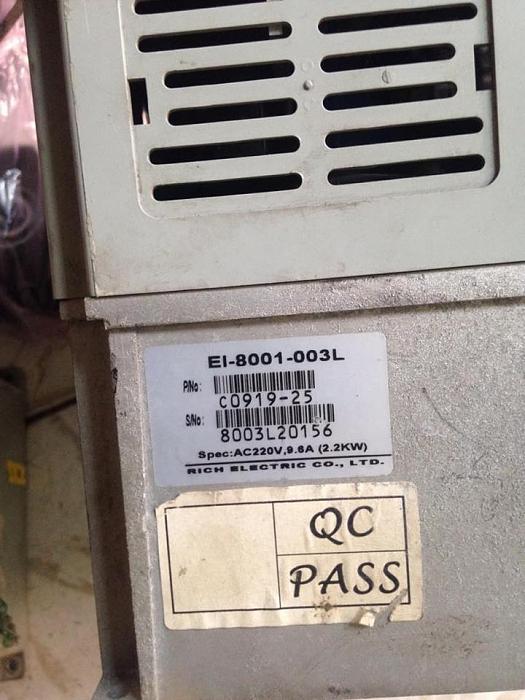 EI-8001-003L
P/No:
C0919-25
S/No:
8003L20156
Spec:AC220V,9.6A (2.2KW)
RICH ELECTRIC CO., LTD.
QC
PASS